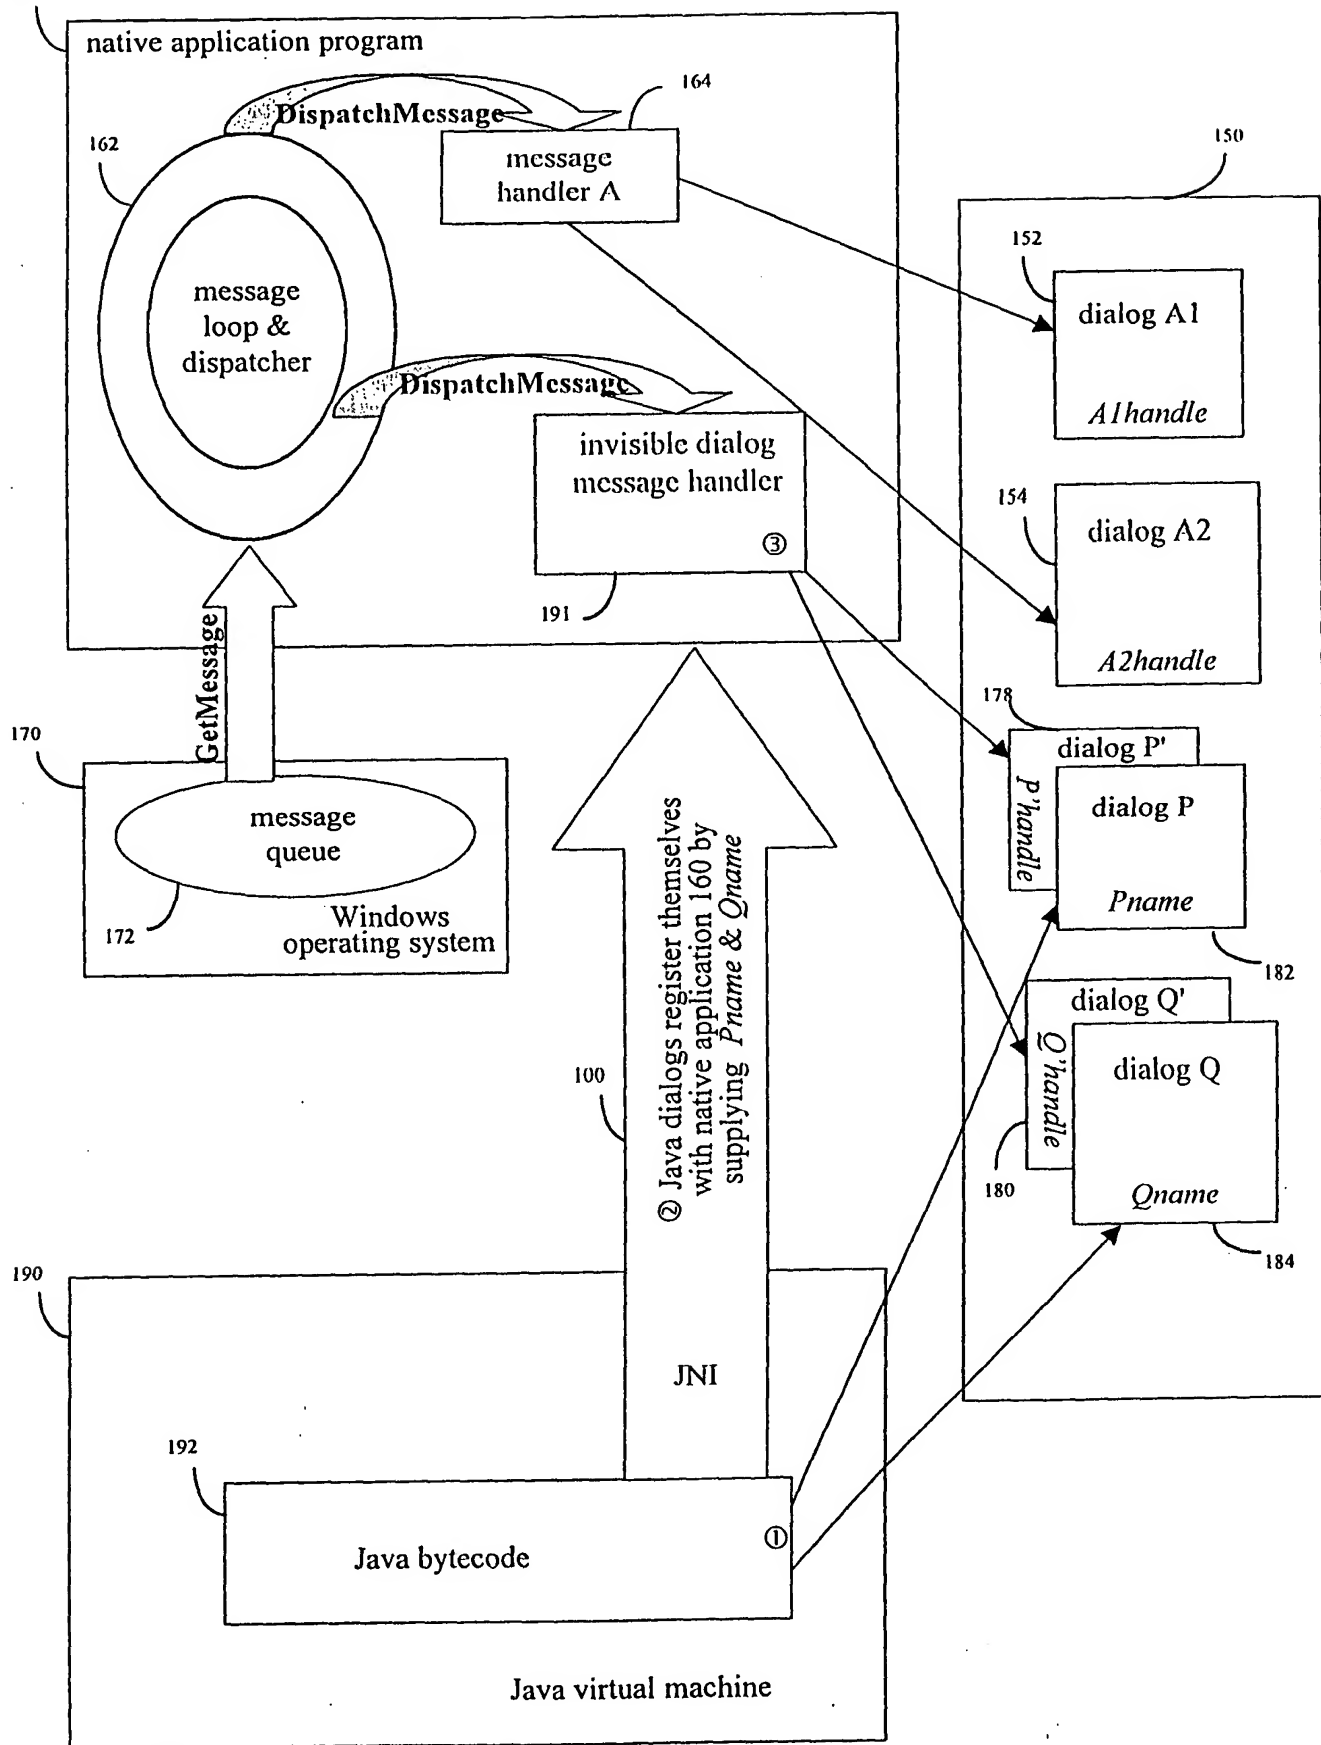 native application program
DispatchMessage
164
162
message
handler A
150
152
dialog A1
A1handle
message
loop &
dispatcher
DispatchMessage
invisible dialog
message handler
③
191
154
dialog A2
A2handle
GetMessage
170
message
queue
172
Windows
operating system
178
dialog P'
P'handle
dialog P
Pname
182
dialog Q'
Q'handle
dialog Q
Qname
180
184
100
② Java dialogs register themselves
with native application 160 by
supplying Pname & Qname
190
JNI
192
①
Java bytecode
Java virtual machine